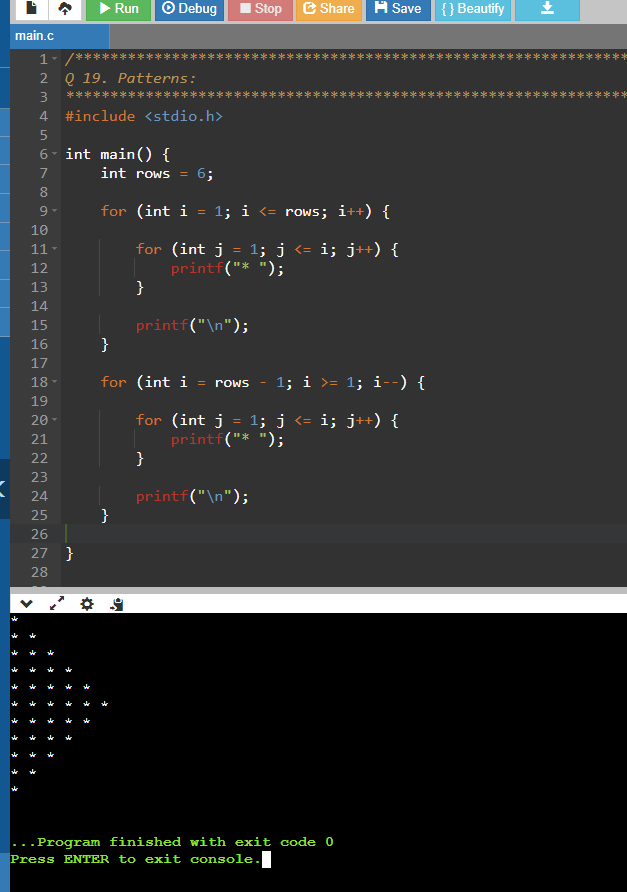 Run Debug Stop Share Save { } Beautify
main.c
1 /***************************************************************
2 Q 19. Patterns:
3 ****************************************************************
4 #include <stdio.h>
5
6 int main() {
7 int rows = 6;
8
9 for (int i = 1; i <= rows; i++) {
10
11 for (int j = 1; j <= i; j++) {
12 printf("* ");
13 }
14
15 printf("\n");
16 }
17
18 for (int i = rows - 1; i >= 1; i--) {
19
20 for (int j = 1; j <= i; j++) {
21 printf("* ");
22 }
23
24 printf("\n");
25 }
26
27 }
28
*
* *
* * *
* * * *
* * * * *
* * * * * *
* * * * *
* * * *
* * *
* *
*
...Program finished with exit code 0
Press ENTER to exit console.